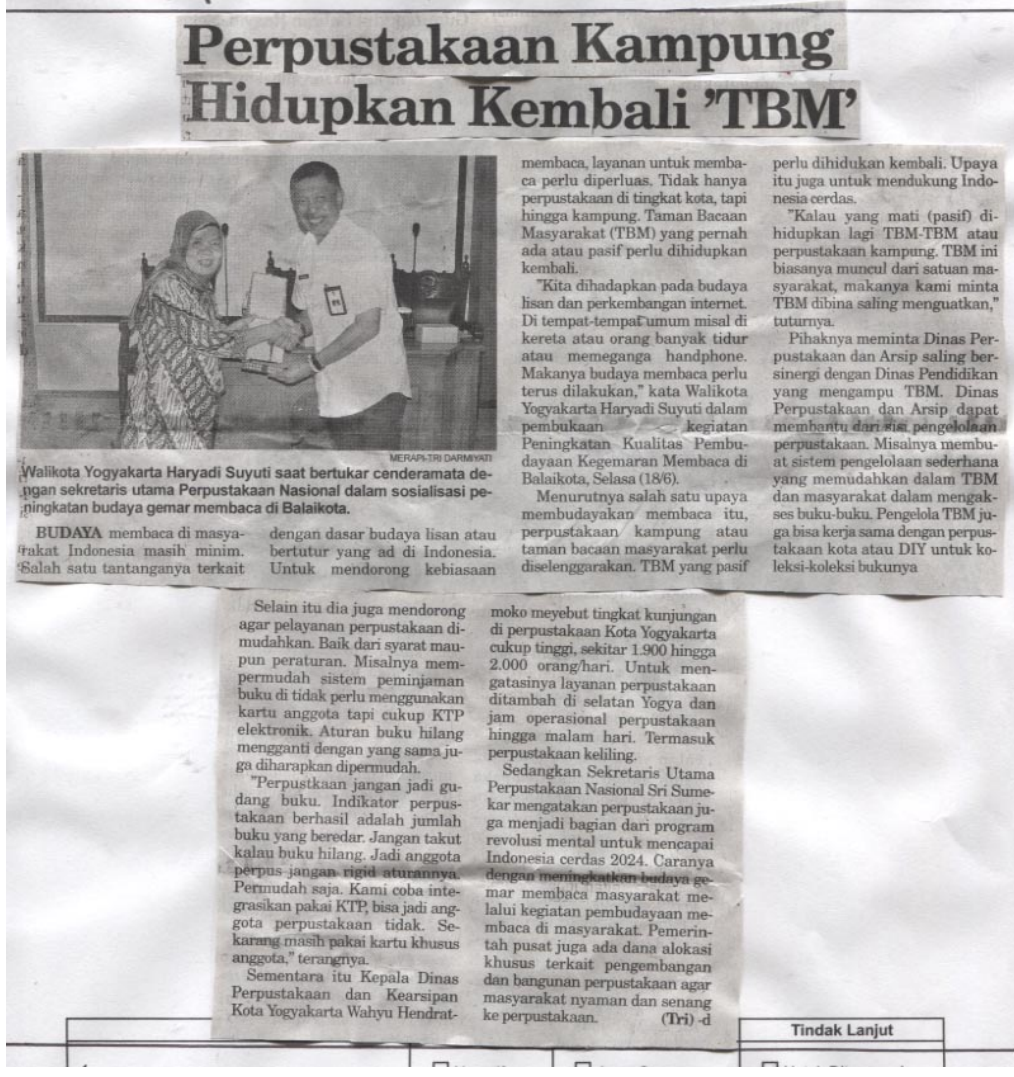 Perpustakaan Kampung
Hidupkan Kembali 'TBM'
MERAPI-TRI DARMIYATI
Walikota Yogyakarta Haryadi Suyuti saat bertukar cenderamata de-
ngan sekretaris utama Perpustakaan Nasional dalam sosialisasi pe-
ningkatan budaya gemar membaca di Balaikota.
BUDAYA membaca di masya-
rakat Indonesia masih minim.
Salah satu tantanganya terkait
dengan dasar budaya lisan atau
bertutur yang ad di Indonesia.
Untuk mendorong kebiasaan
membaca, layanan untuk memba-
ca perlu diperluas. Tidak hanya
perpustakaan di tingkat kota, tapi
hingga kampung. Taman Bacaan
Masyarakat (TBM) yang pernah
ada atau pasif perlu dihidupkan
kembali.
"Kita dihadapkan pada budaya
lisan dan perkembangan internet.
Di tempat-tempat umum misal di
kereta atau orang banyak tidur
atau memeganga handphone.
Makanya budaya membaca perlu
terus dilakukan," kata Walikota
Yogyakarta Haryadi Suyuti dalam
pembukaan kegiatan
Peningkatan Kualitas Pembu-
dayaan Kegemaran Membaca di
Balaikota, Selasa (18/6).
Menurutnya salah satu upaya
membudayakan membaca itu,
perpustakaan kampung atau
taman bacaan masyarakat perlu
diselenggarakan. TBM yang pasif
perlu dihidukan kembali. Upaya
itu juga untuk mendukung Indo-
nesia cerdas.
"Kalau yang mati (pasif) di-
hidupkan lagi TBM-TBM atau
perpustakaan kampung. TBM ini
biasanya muncul dari satuan ma-
syarakat, makanya kami minta
TBM dibina saling menguatkan,"
tuturnya.
Pihaknya meminta Dinas Per-
pustakaan dan Arsip saling ber-
sinergi dengan Dinas Pendidikan
yang mengampu TBM. Dinas
Perpustakaan dan Arsip dapat
membantu dari sisi pengelolaan
perpustakaan. Misalnya membu-
at sistem pengelolaan sederhana
yang memudahkan dalam TBM
dan masyarakat dalam mengak-
ses buku-buku. Pengelola TBM ju-
ga bisa kerja sama dengan perpus-
takaan kota atau DIY untuk ko-
leksi-koleksi bukunya
Selain itu dia juga mendorong
agar pelayanan perpustakaan di-
mudahkan. Baik dari syarat mau-
pun peraturan. Misalnya mem-
permudah sistem peminjaman
buku di tidak perlu menggunakan
kartu anggota tapi cukup KTP
elektronik. Aturan buku hilang
mengganti dengan yang sama ju-
ga diharapkan dipermudah.
"Perpustkaan jangan jadi gu-
dang buku. Indikator perpus-
takaan berhasil adalah jumlah
buku yang beredar. Jangan takut
kalau buku hilang. Jadi anggota
perpus jangan rigid aturannya.
Permudah saja. Kami coba inte-
grasikan pakai KTP, bisa jadi ang-
gota perpustakaan tidak. Se-
karang masih pakai kartu khusus
anggota," terangnya.
Sementara itu Kepala Dinas
Perpustakaan dan Kearsipan
Kota Yogyakarta Wahyu Hendrat-
moko meyebut tingkat kunjungan
di perpustakaan Kota Yogyakarta
cukup tinggi, sekitar 1.900 hingga
2.000 orang/hari. Untuk men-
gatasinya layanan perpustakaan
ditambah di selatan Yogya dan
jam operasional perpustakaan
hingga malam hari. Termasuk
perpustakaan keliling.
Sedangkan Sekretaris Utama
Perpustakaan Nasional Sri Sume-
kar mengatakan perpustakaan ju-
ga menjadi bagian dari program
revolusi mental untuk mencapai
Indonesia cerdas 2024. Caranya
dengan meningkatkan budaya ge-
mar membaca masyarakat me-
lalui kegiatan pembudayaan me-
mbaca di masyarakat. Pemerin-
tah pusat juga ada dana alokasi
khusus terkait pengembangan
dan bangunan perpustakaan agar
masyarakat nyaman dan senang
ke perpustakaan. (Tri) -d
Tindak Lanjut